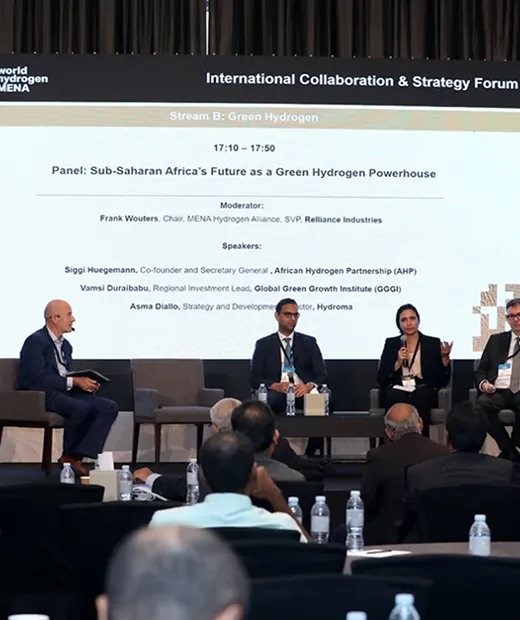 world
hydrogen
MENA
International Collaboration & Strategy Forum
Stream B: Green Hydrogen
17:10 – 17:50
Panel: Sub-Saharan Africa's Future as a Green Hydrogen Powerhouse
Moderator:
Frank Wouters, Chair, MENA Hydrogen Alliance, SVP, Relliance Industries
Speakers:
Siggi Huegemann, Co-founder and Secretary General , African Hydrogen Partnership (AHP)
Vamsi Duraibabu, Regional Investment Lead, Global Green Growth Institute (GGGI)
Asma Diallo, Strategy and Development ctor, Hydroma